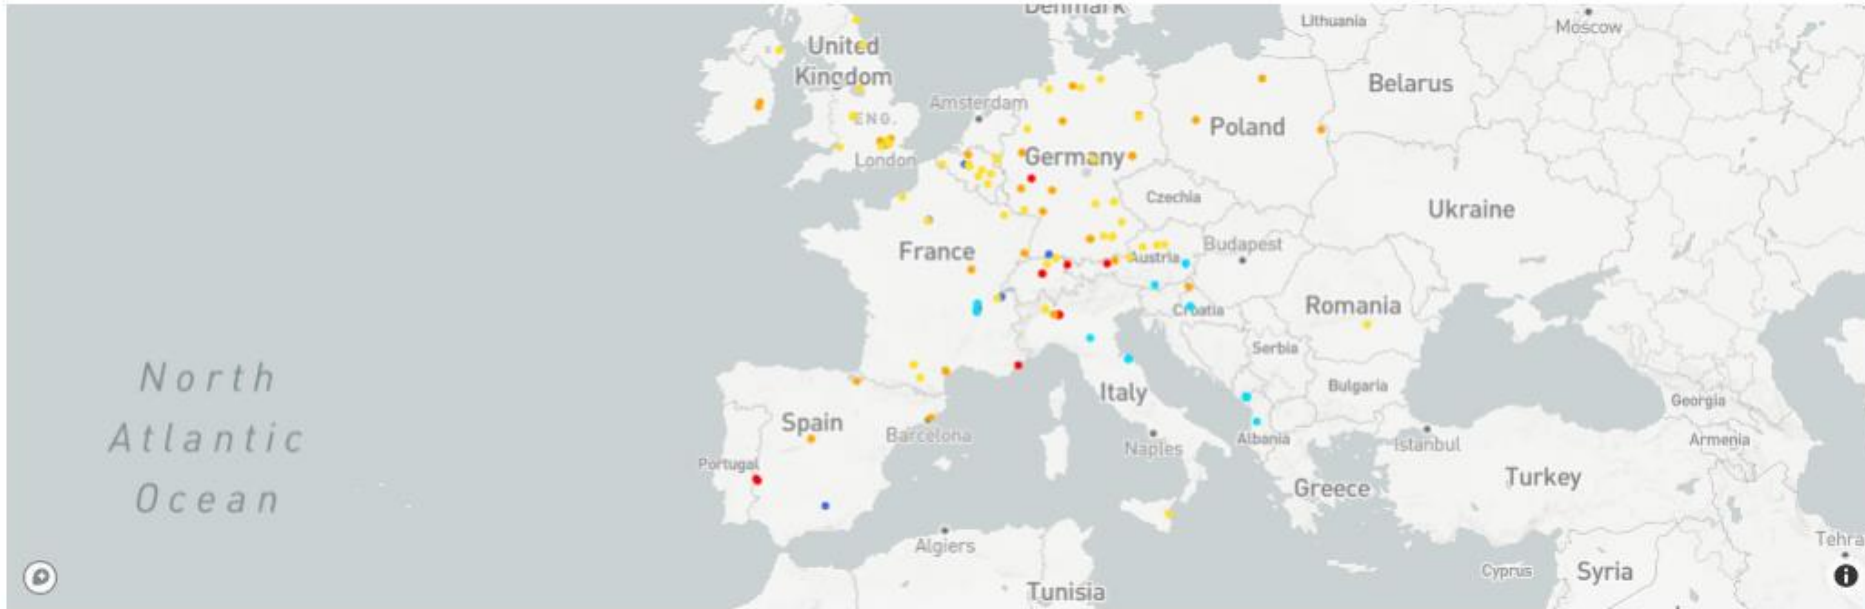 Denmark
Lithuania
Moscow
United
Kingdom
Belarus
Amsterdam
ENG.
Poland
London
Germany
Czechia
Ukraine
France
Budapest
Austria
Romania
Croatia
Serbia
North
Atlantic
Ocean
Italy
Bulgaria
Georgia
Spain
Barcelona
Naples
Albania
Istanbul
Armenia
Portugal
Greece
Turkey
Algiers
Tehra
Cyprus
Syria
Tunisia